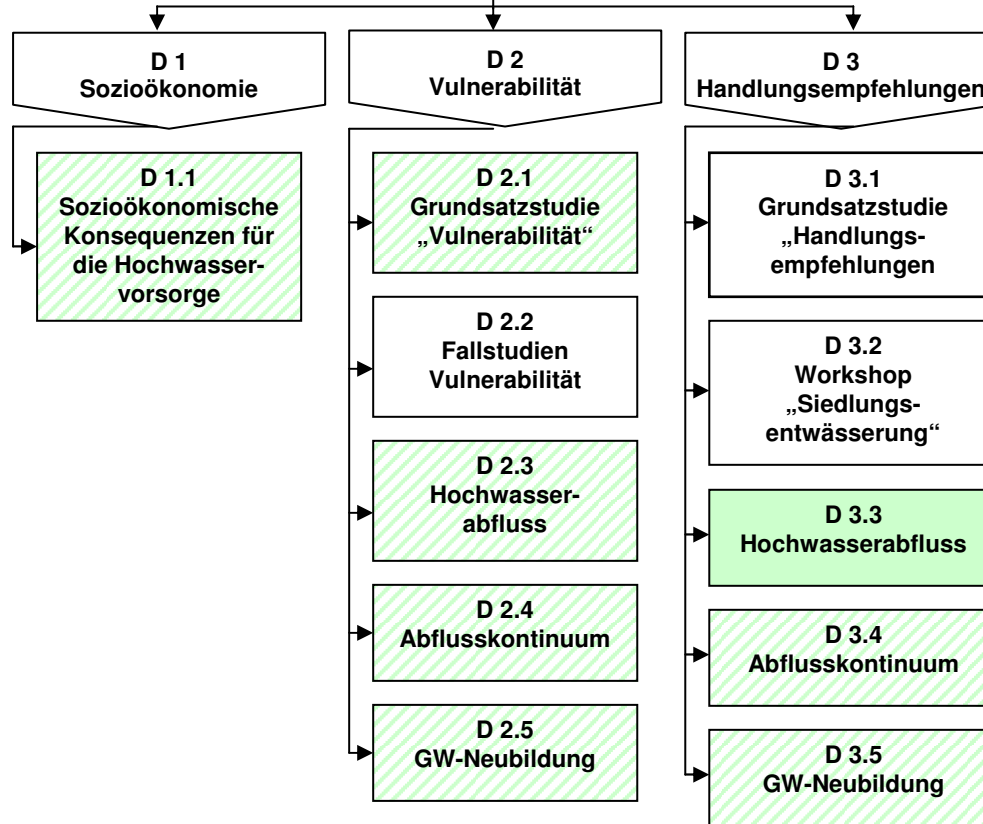 D 1
Sozioökonomie
D 1.1
Sozioökonomische
Konsequenzen für
die Hochwasser-
vorsorge
D 2
Vulnerabilität
D 2.1
Grundsatzstudie
„Vulnerabilität“
D 2.2
Fallstudien
Vulnerabilität
D 2.3
Hochwasser-
abfluss
D 2.4
Abflusskontinuum
D 2.5
GW-Neubildung
D 3
Handlungsempfehlungen
D 3.1
Grundsatzstudie
„Handlungs-
empfehlungen
D 3.2
Workshop
„Siedlungs-
entwässerung“
D 3.3
Hochwasserabfluss
D 3.4
Abflusskontinuum
D 3.5
GW-Neubildung